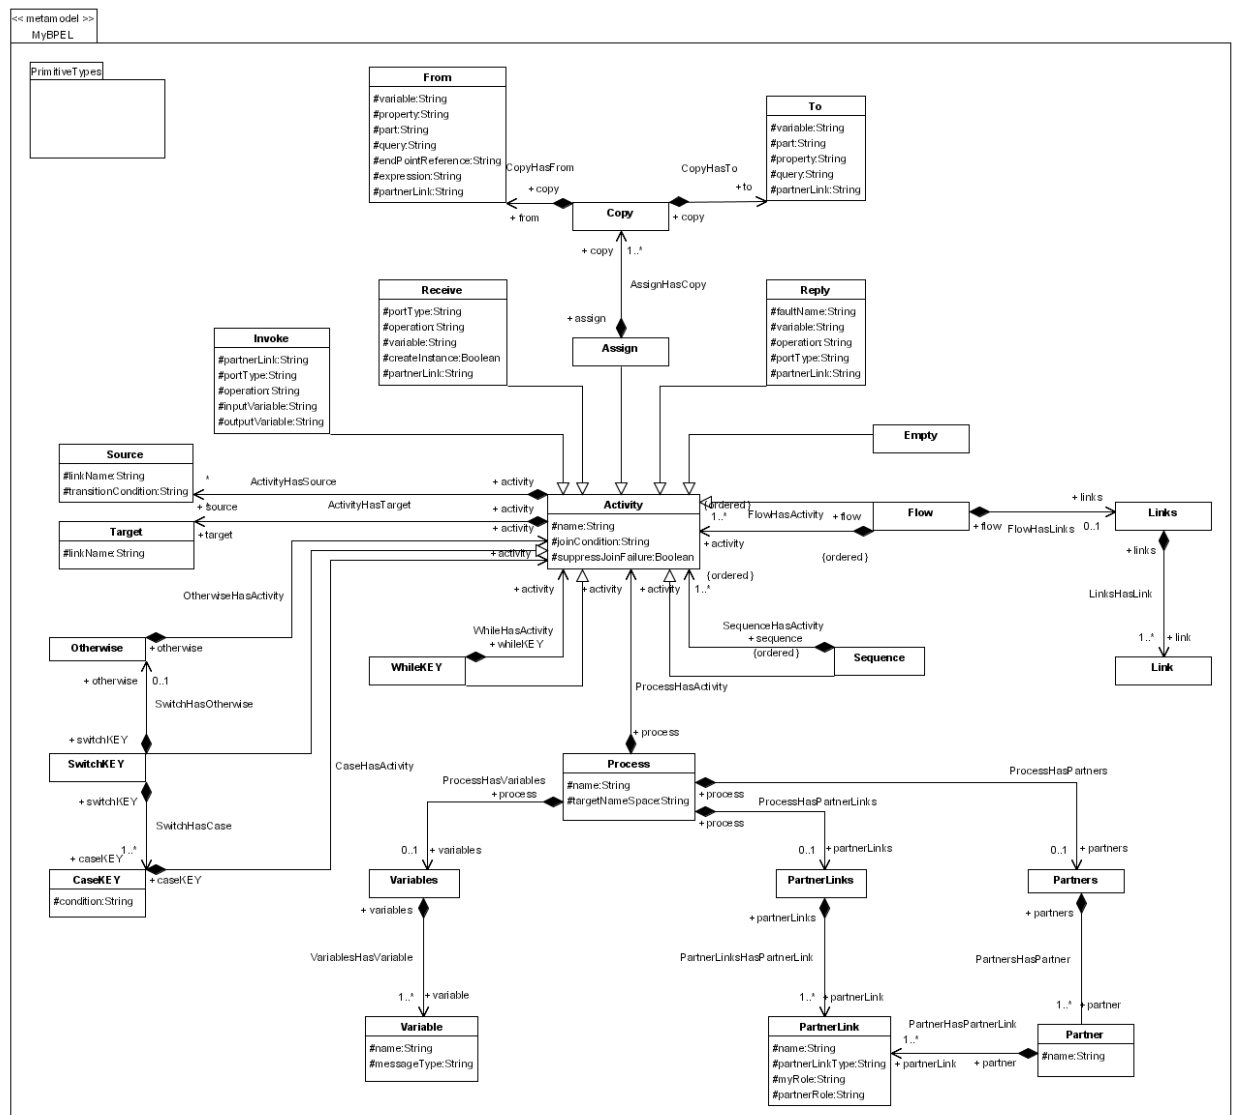 << metamodel >>
MyBPEL
PrimitiveTypes
From
#variable:String
#property:String
#part:String
#query:String
#endPointReference:String
#expression:String
#partnerLink:String
To
#variable:String
#part:String
#property:String
#query:String
#partnerLink:String
CopyHasFrom
+ copy
+ from
Copy
CopyHasTo
+ to
+ copy
+ copy
1..*
AssignHasCopy
+ assign
Assign
Receive
#portType:String
#operation:String
#variable:String
#createInstance:Boolean
#partnerLink:String
Reply
#faultName:String
#variable:String
#operation:String
#portType:String
#partnerLink:String
Invoke
#partnerLink:String
#portType:String
#operation:String
#inputVariable:String
#outputVariable:String
Empty
Source
#linkName:String
#transitionCondition:String
*
ActivityHasSource
+ activity
+ source
ActivityHasTarget
+ activity
*
+ target
+ activity
Target
#linkName:String
+ activity
Activity
#name:String
#joinCondition:String
#suppressJoinFailure:Boolean
{ordered }
1..*
FlowHasActivity
+ flow
+ activity
{ordered }
Flow
+ flow
FlowHasLinks
+ links
0..1
Links
+ links
LinksHasLink
1..*
+ link
Link
{ordered }
{ordered }
1..*
+ activity
+ activity
+ activity
OtherwiseHasActivity
Otherwise
+ otherwise
+ otherwise
0..1
SwitchHasOtherwise
+ switchKEY
SwitchKEY
+ switchKEY
SwitchHasCase
1..*
+ caseKEY
CaseKEY
#condition:String
+ caseKEY
CaseHasActivity
WhileHasActivity
+ whileKEY
WhileKEY
SequenceHasActivity
+ sequence
{ordered }
Sequence
ProcessHasActivity
+ process
Process
#name:String
#targetNameSpace:String
ProcessHasVariables
+ process
0..1
+ variables
Variables
+ variables
VariablesHasVariable
1..*
+ variable
Variable
#name:String
#messageType:String
+ process
ProcessHasPartners
+ process
ProcessHasPartnerLinks
0..1
+ partnerLinks
PartnerLinks
+ partnerLinks
PartnerLinksHasPartnerLink
1..*
+ partnerLink
PartnerLink
#name:String
#partnerLinkType:String
#myRole:String
#partnerRole:String
0..1
+ partners
Partners
+ partners
PartnersHasPartner
1..*
+ partner
Partner
#name:String
PartnerHasPartnerLink
1..*
+ partnerLink
+ partner